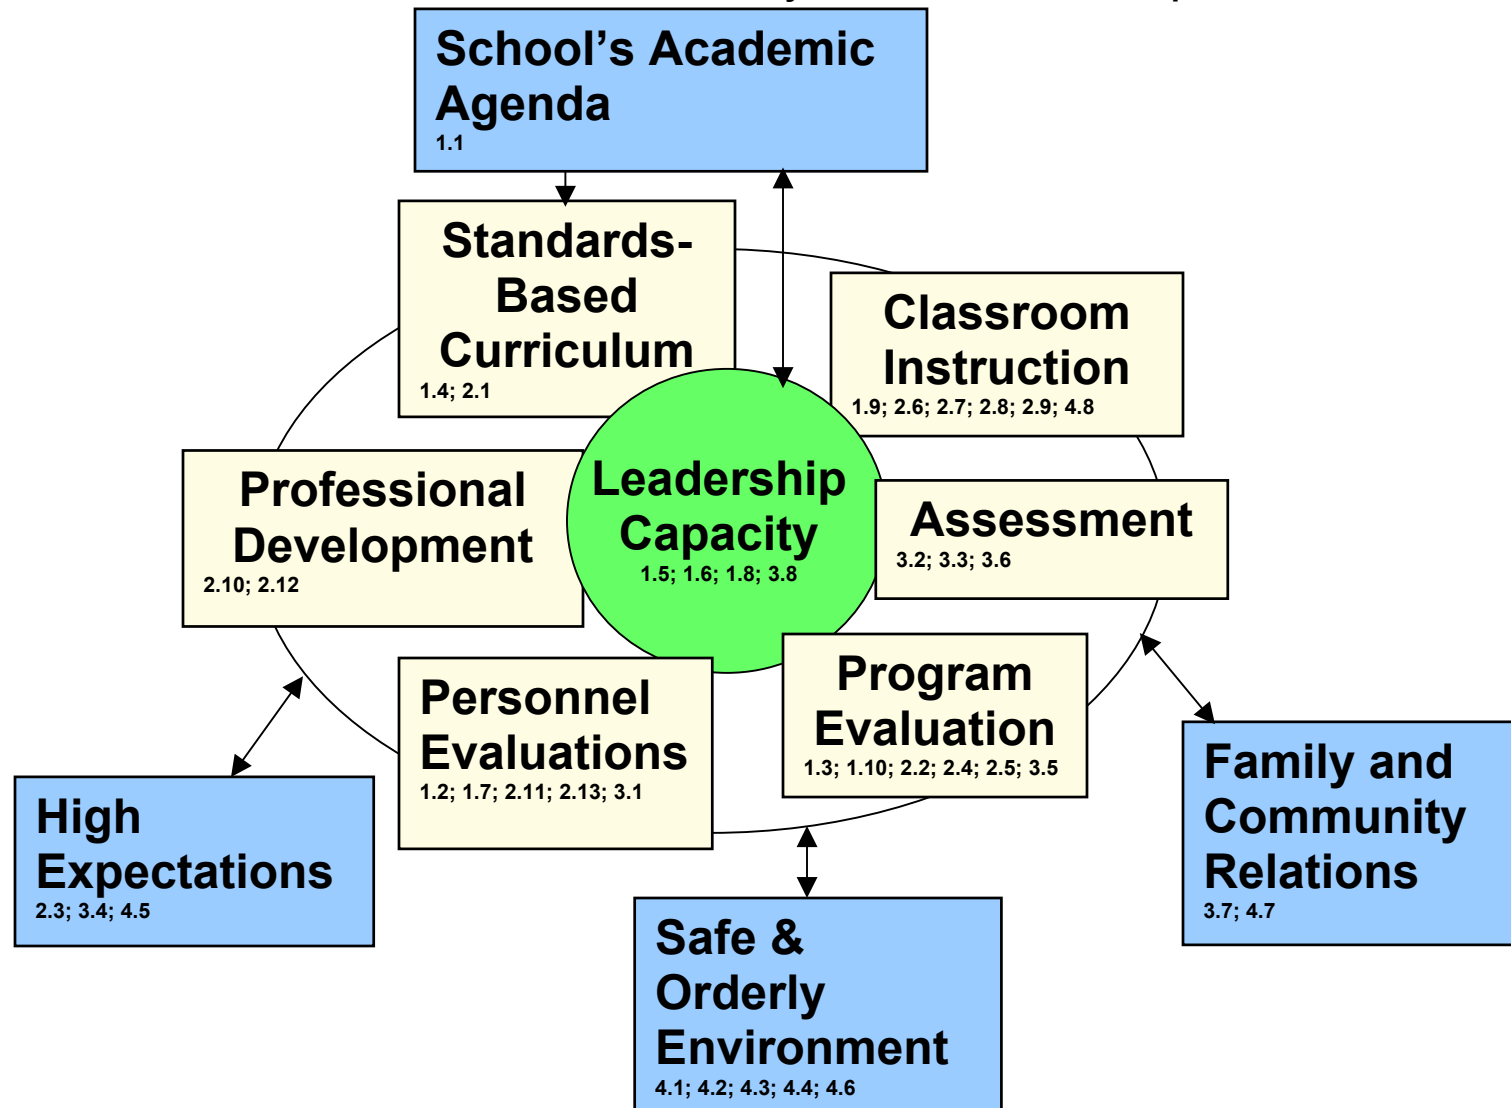 School’s Academic
Agenda
1.1
Standards-
Based
Curriculum
1.4; 2.1
Classroom
Instruction
1.9; 2.6; 2.7; 2.8; 2.9; 4.8
Professional
Development
2.10; 2.12
Leadership
Capacity
1.5; 1.6; 1.8; 3.8
Assessment
3.2; 3.3; 3.6
Personnel
Evaluations
1.2; 1.7; 2.11; 2.13; 3.1
Program
Evaluation
1.3; 1.10; 2.2; 2.4; 2.5; 3.5
High
Expectations
2.3; 3.4; 4.5
Family and
Community
Relations
3.7; 4.7
Safe &
Orderly
Environment
4.1; 4.2; 4.3; 4.4; 4.6